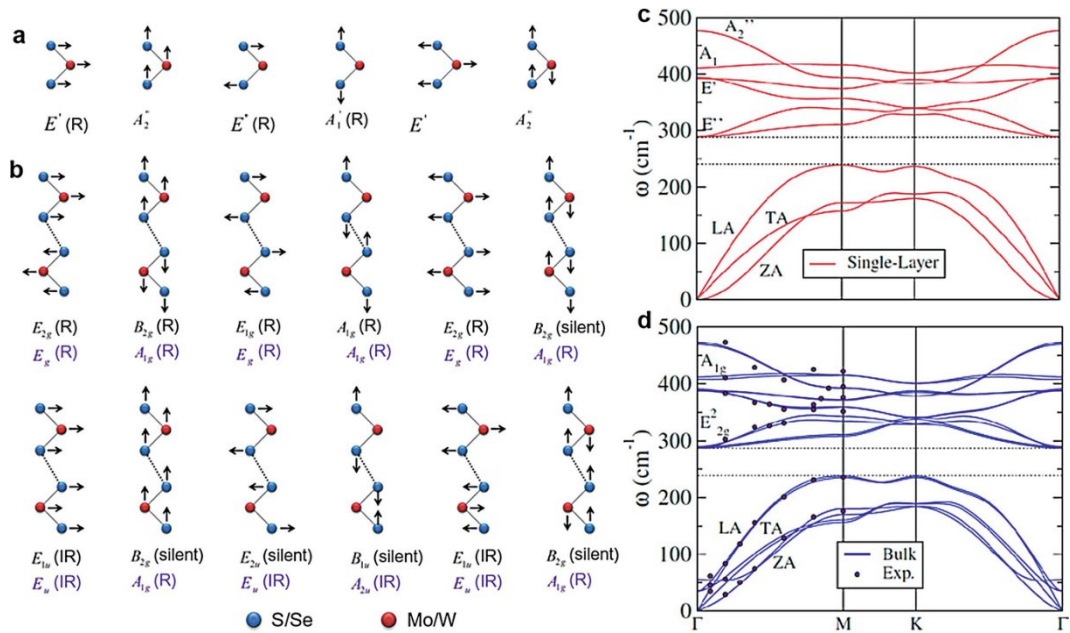 a
E' (R) A₂" E" (R) A₁' (R) E' A₂"
b
E₂g (R) B₂g (R) E₁g (R) A₁g (R) E₂g (R) B₂g (silent)
Eg (R) A₁g (R) Eg (R) A₁g (R) Eg (R) A₁g (R)
E₁u (IR) B₂g (silent) E₂u (silent) B₁u (silent) E₁u (IR) B₂g (silent)
Eu (IR) A₁g (R) Eu (IR) A₂u (IR) Eu (IR) A₁g (R)
S/Se Mo/W
c
ω (cm⁻¹)
500
400
300
200
100
0
A₂''
A₁
E'
E''
LA
TA
ZA
Single-Layer
d
ω (cm⁻¹)
500
400
300
200
100
0
A₁g
E²₂g
LA
TA
ZA
Bulk
Exp.
Γ M K Γ